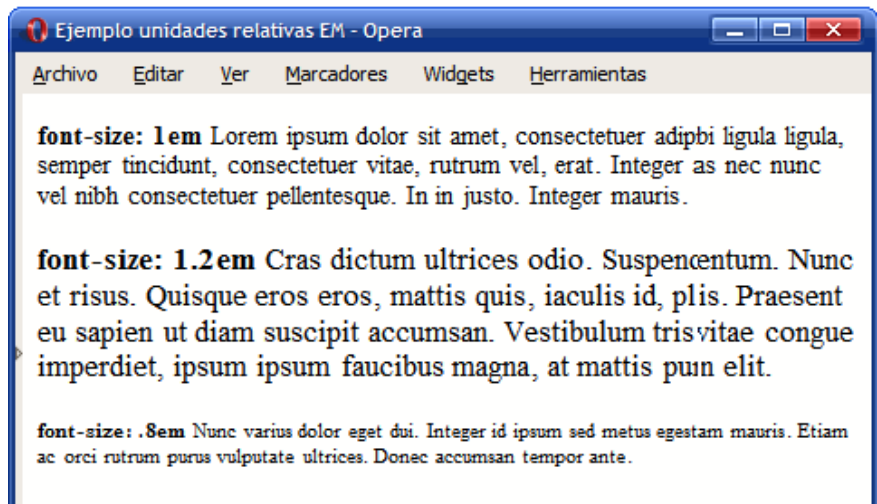 Ejemplo unidades relativas EM - Opera
Archivo Editar Ver Marcadores Widgets Herramientas
font-size: 1em Lorem ipsum dolor sit amet, consectetuer adipbi ligula ligula,
semper tincidunt, consectetuer vitae, rutrum vel, erat. Integer as nec nunc
vel nibh consectetuer pellentesque. In in justo. Integer mauris.
font-size: 1.2em Cras dictum ultrices odio. Suspenœntum. Nunc
et risus. Quisque eros eros, mattis quis, iaculis id, plis. Praesent
eu sapien ut diam suscipit accumsan. Vestibulum trisvitae congue
imperdiet, ipsum ipsum faucibus magna, at mattis elit.
font-size: .8em Nunc varius dolor eget dui. Integer id ipsum sed metus egestam mauris. Etiam
ac orci rutrum purus vulputate ultrices. Donec accumsan tempor ante.